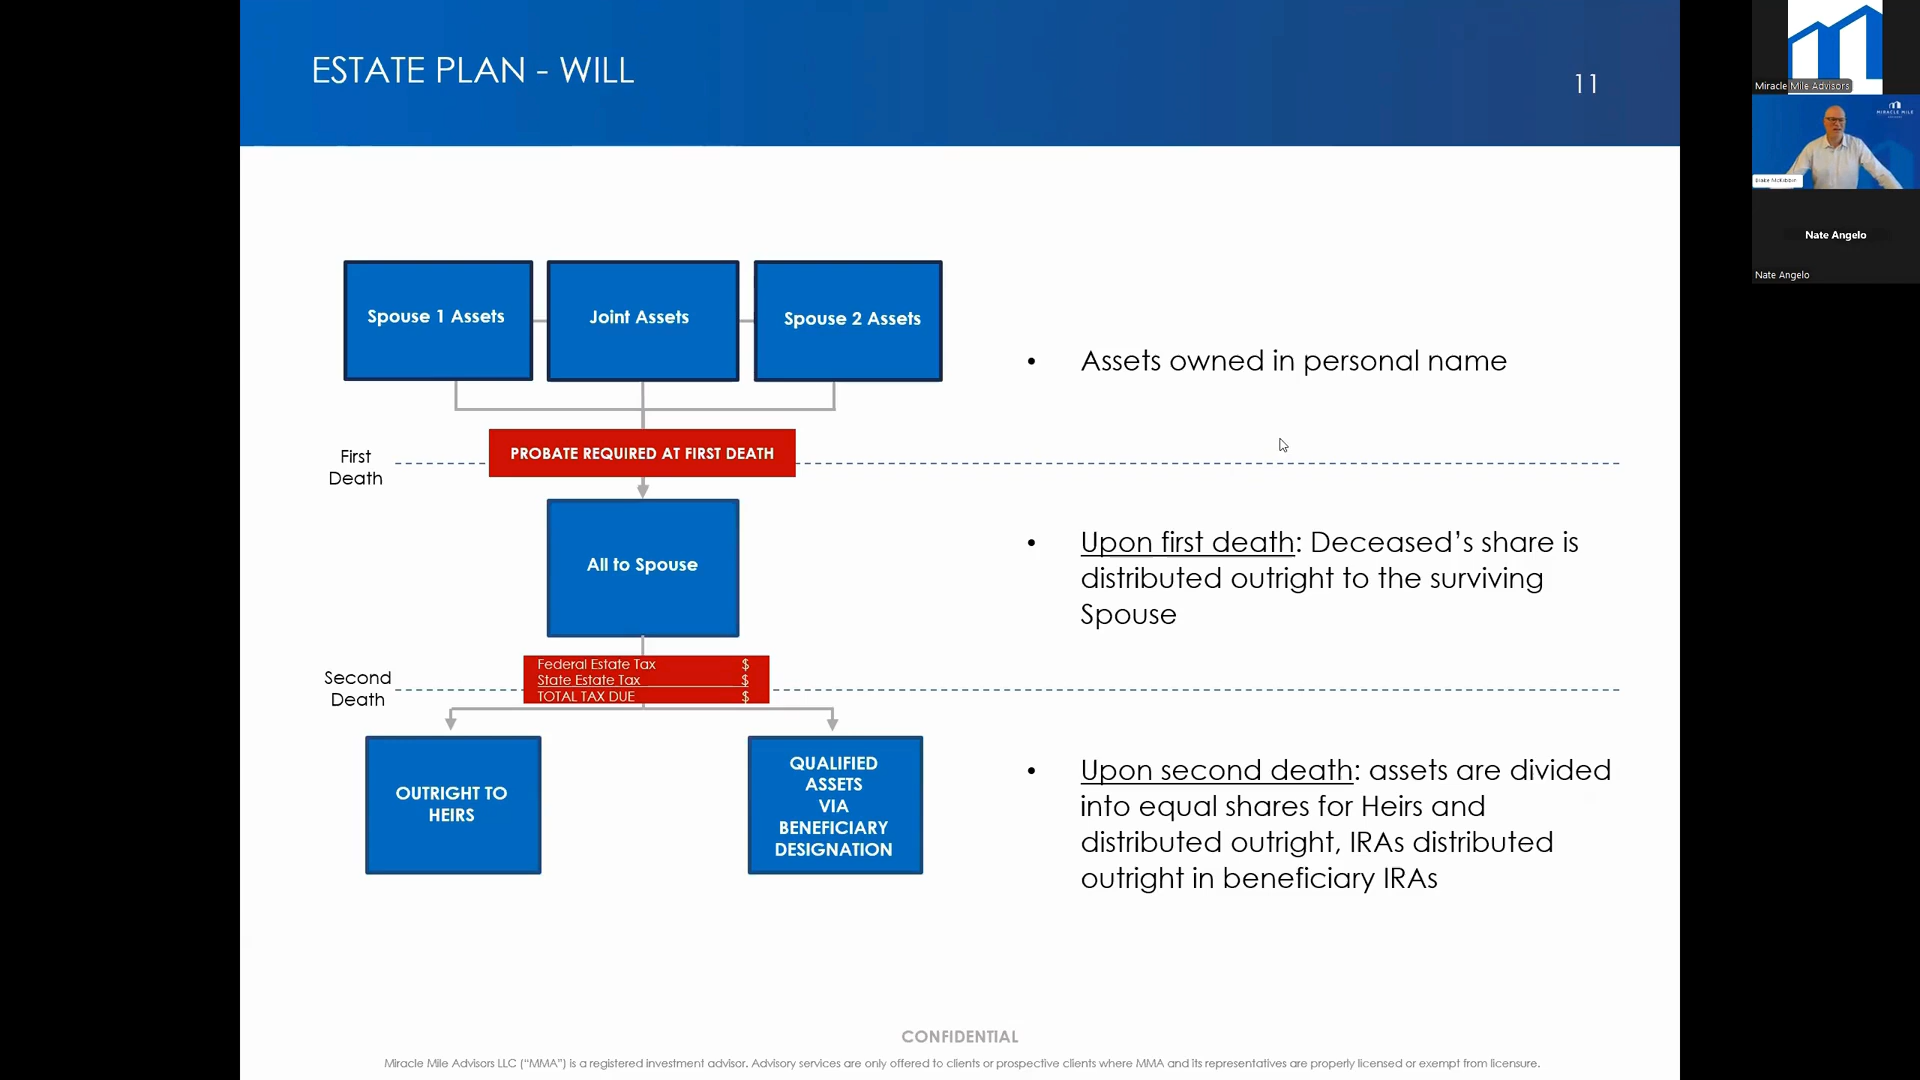 ESTATE PLAN - WILL
11
Spouse 1 Assets
Joint Assets
Spouse 2 Assets
• Assets owned in personal name
PROBATE REQUIRED AT FIRST DEATH
First
Death
All to Spouse
• Upon first death: Deceased’s share is
distributed outright to the surviving
Spouse
Federal Estate Tax $
State Estate Tax $
TOTAL TAX DUE $
Second
Death
OUTRIGHT TO
HEIRS
QUALIFIED
ASSETS
VIA
BENEFICIARY
DESIGNATION
• Upon second death: assets are divided
into equal shares for Heirs and
distributed outright, IRAs distributed
outright in beneficiary IRAs
CONFIDENTIAL
Miracle Mile Advisors LLC (“MMA”) is a registered investment advisor. Advisory services are only offered to clients or prospective clients where MMA and its representatives are properly licensed or exempt from licensure.
Miracle Mile Advisors
MIRACLE MILE
Blake McKibbin
Nate Angelo
Nate Angelo